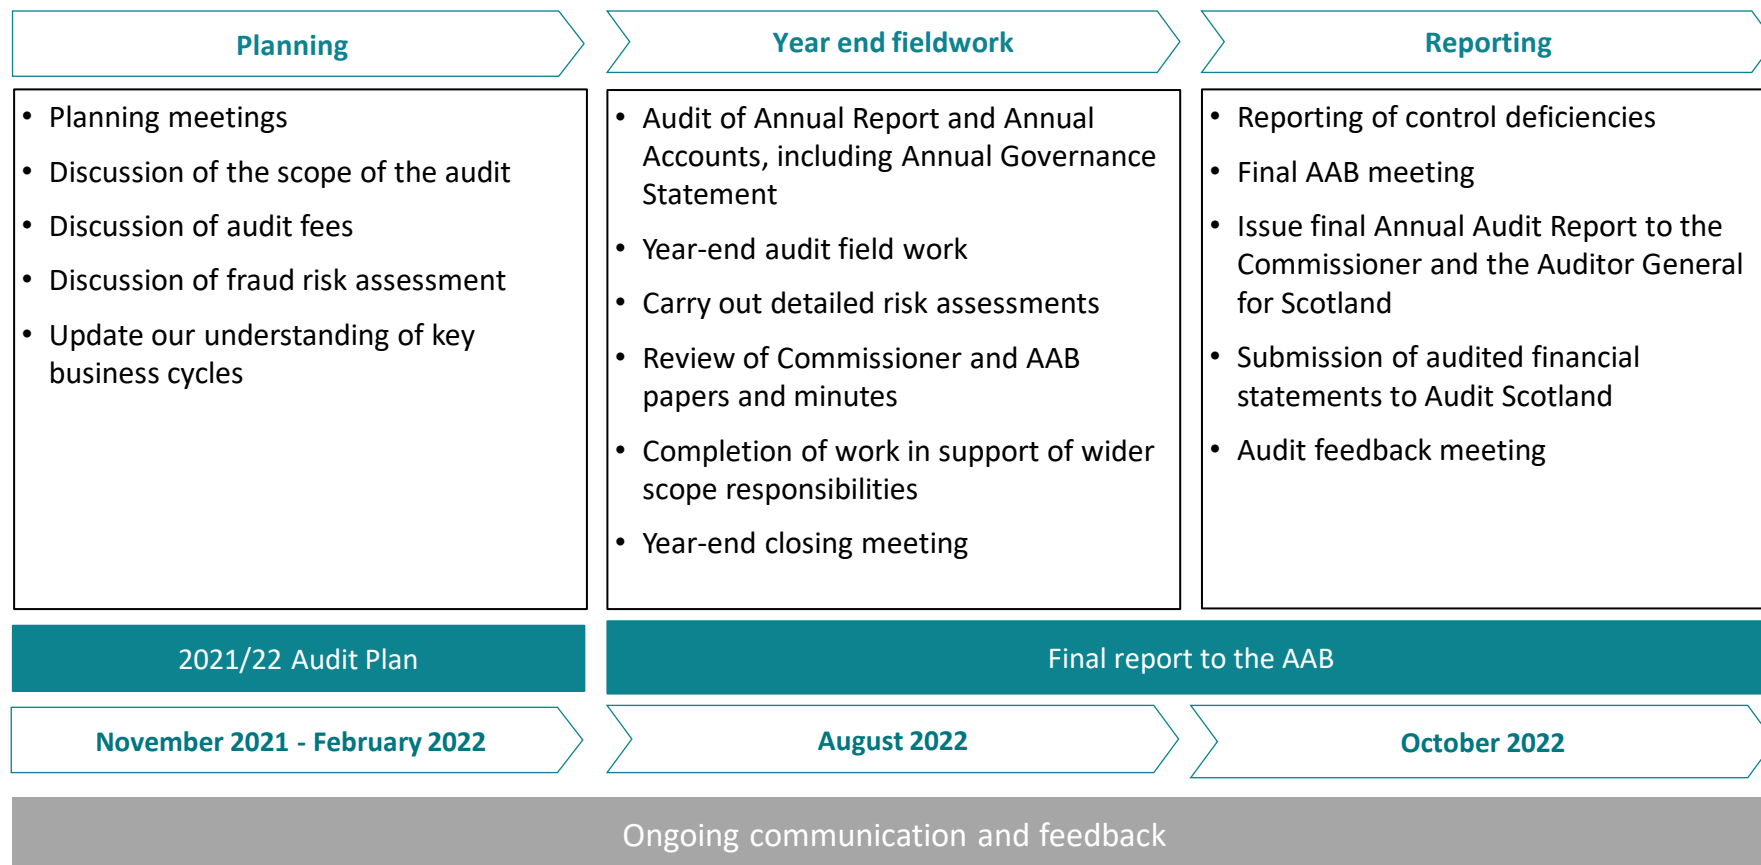 Planning
Year end fieldwork
Reporting
• Planning meetings
• Discussion of the scope of the audit
• Discussion of audit fees
• Discussion of fraud risk assessment
• Update our understanding of key
business cycles
• Audit of Annual Report and Annual
Accounts, including Annual Governance
Statement
• Year-end audit field work
• Carry out detailed risk assessments
• Review of Commissioner and AAB
papers and minutes
• Completion of work in support of wider
scope responsibilities
• Year-end closing meeting
• Reporting of control deficiencies
• Final AAB meeting
• Issue final Annual Audit Report to the
Commissioner and the Auditor General
for Scotland
• Submission of audited financial
statements to Audit Scotland
• Audit feedback meeting
2021/22 Audit Plan
Final report to the AAB
November 2021 - February 2022
August 2022
October 2022
Ongoing communication and feedback